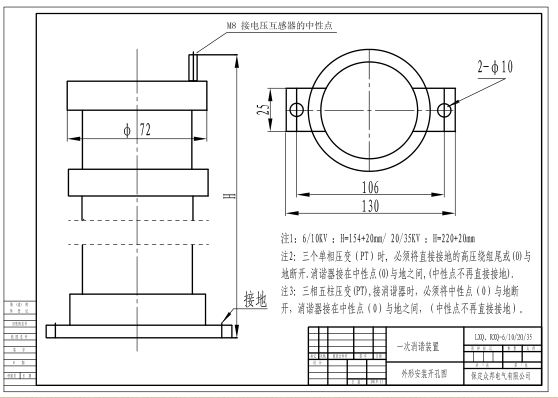 M8 接电压互感器的中性点
2-φ10
25
φ 72
H
106
130
接地
注1: 6/10KV : H=154+20mm/ 20/35KV : H=220+20mm
注2: 三个单相压变(PT)时, 必须将直接接地的高压绕组尾或(0)与
地断开.消谐器接在中性点(0)与地之间,(中性点不再直接接地).
注3: 三相五柱压变(PT),接消谐器时, 必须将中性点(0)与地断
开, 消谐器接在中性点(0)与地之间,(中性点不再直接接地)。
一次消谐装置
LXQ、RXQ-6/10/20/35
外形安装开孔图
保定众邦电气有限公司